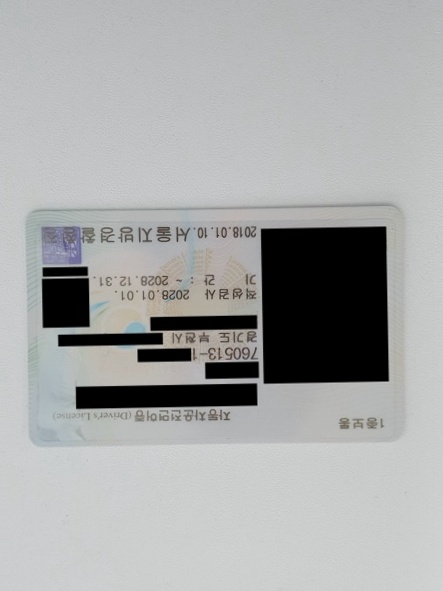 1종보통
자동차운전면허증 (Driver's License)
760513-1
경기도 부천시
적성검사 2028.01.01.
기 간 : ~ 2028.12.31.
2018.01.10. 서울지방경찰청장